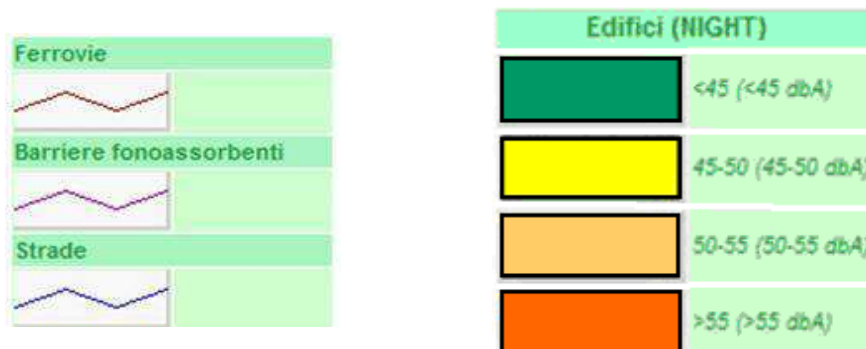 Ferrovie
Barriere fonoassorbenti
Strade
Edifici (NIGHT)
<45 (<45 dbA)
45-50 (45-50 dbA)
50-55 (50-55 dbA)
>55 (>55 dbA)